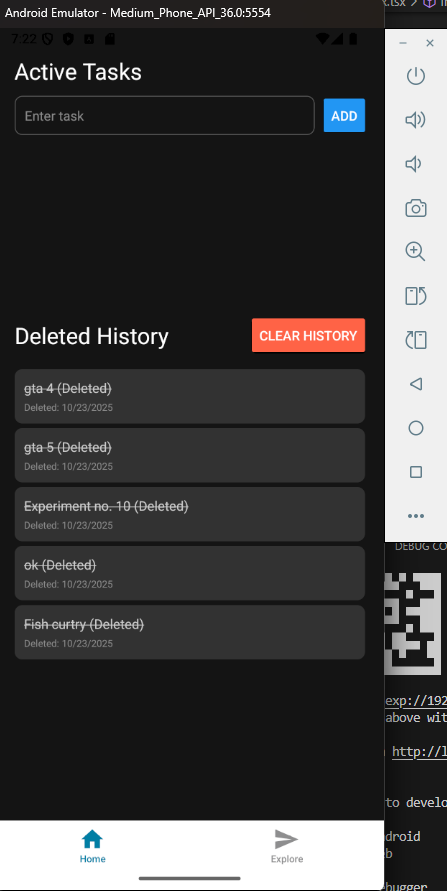 Android Emulator - Medium_Phone_API_36.0:5554
7:22
Active Tasks
Enter task
ADD
Deleted History
CLEAR HISTORY
gta 4 (Deleted)
Deleted: 10/23/2025
gta 5 (Deleted)
Deleted: 10/23/2025
Experiment no. 10 (Deleted)
Deleted: 10/23/2025
ok (Deleted)
Deleted: 10/23/2025
Fish curtry (Deleted)
Deleted: 10/23/2025
Home
Explore
.tsx >
DEBUG CO
exp://192
above wit
http://l
to develo
droid
b
bugger